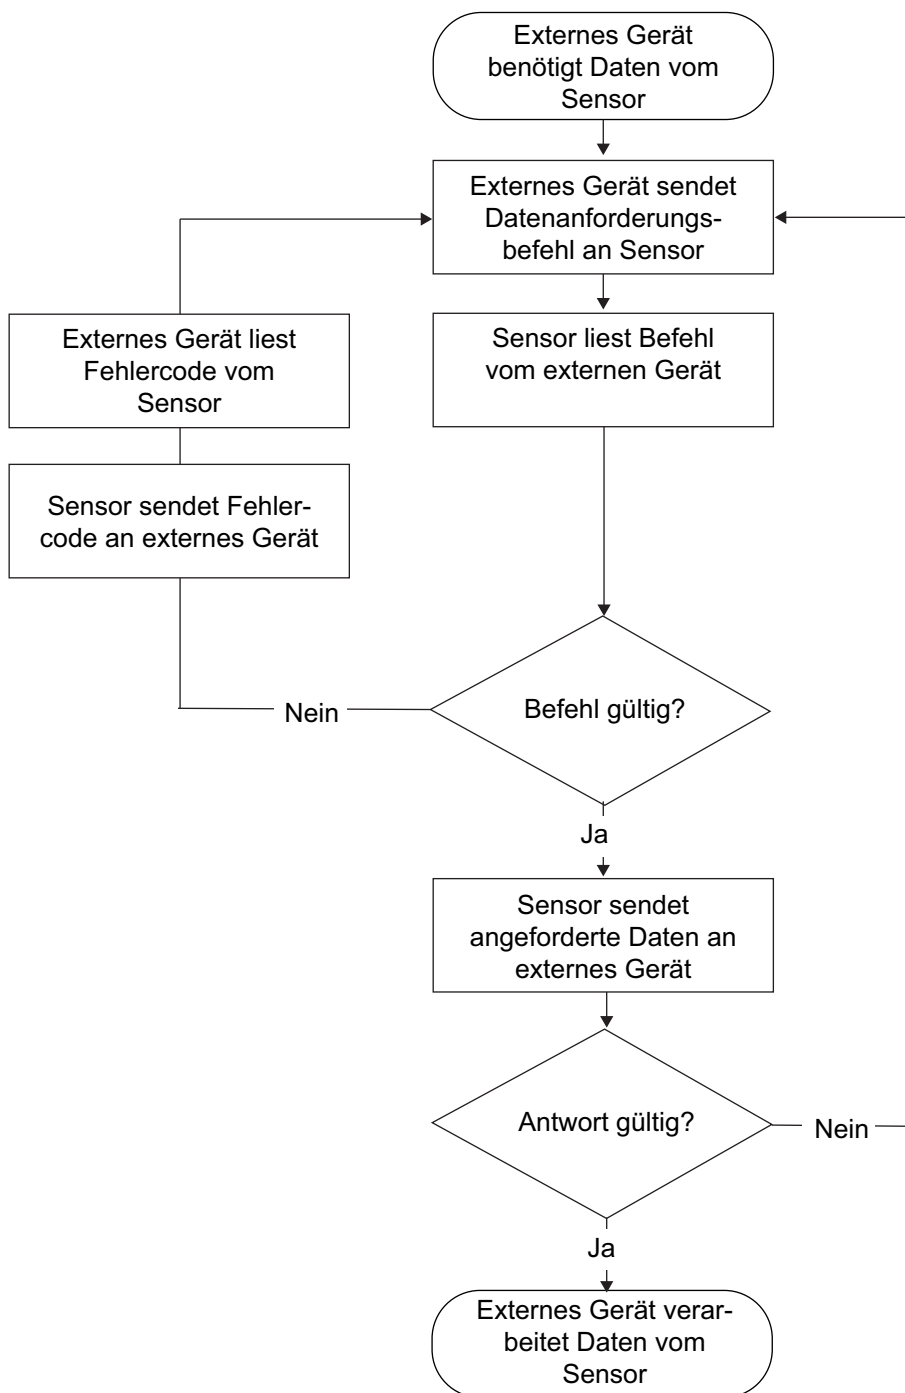 Externes Gerät
benötigt Daten vom
Sensor
Externes Gerät sendet
Datenanforderungs-
befehl an Sensor
Externes Gerät liest
Fehlercode vom
Sensor
Sensor liest Befehl
vom externen Gerät
Sensor sendet Fehler-
code an externes Gerät
Nein
Befehl gültig?
Ja
Sensor sendet
angeforderte Daten an
externes Gerät
Antwort gültig?
Nein
Ja
Externes Gerät verar-
beitet Daten vom
Sensor